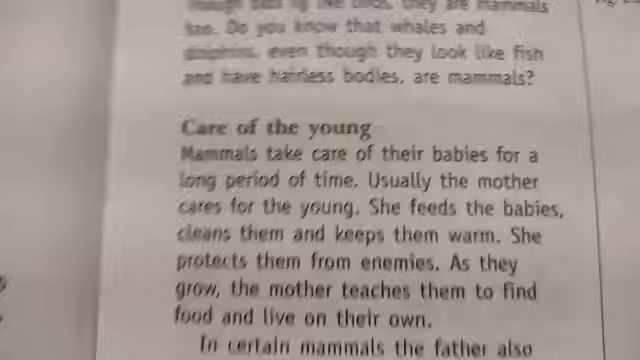 they are mammals
too. Do you know that whales and
dolphins, even though they look like fish
and have hairless bodies, are mammals?
Care of the young
Mammals take care of their babies for a
long period of time. Usually the mother
cares for the young. She feeds the babies,
cleans them and keeps them warm. She
protects them from enemies. As they
grow, the mother teaches them to find
food and live on their own.
In certain mammals the father also